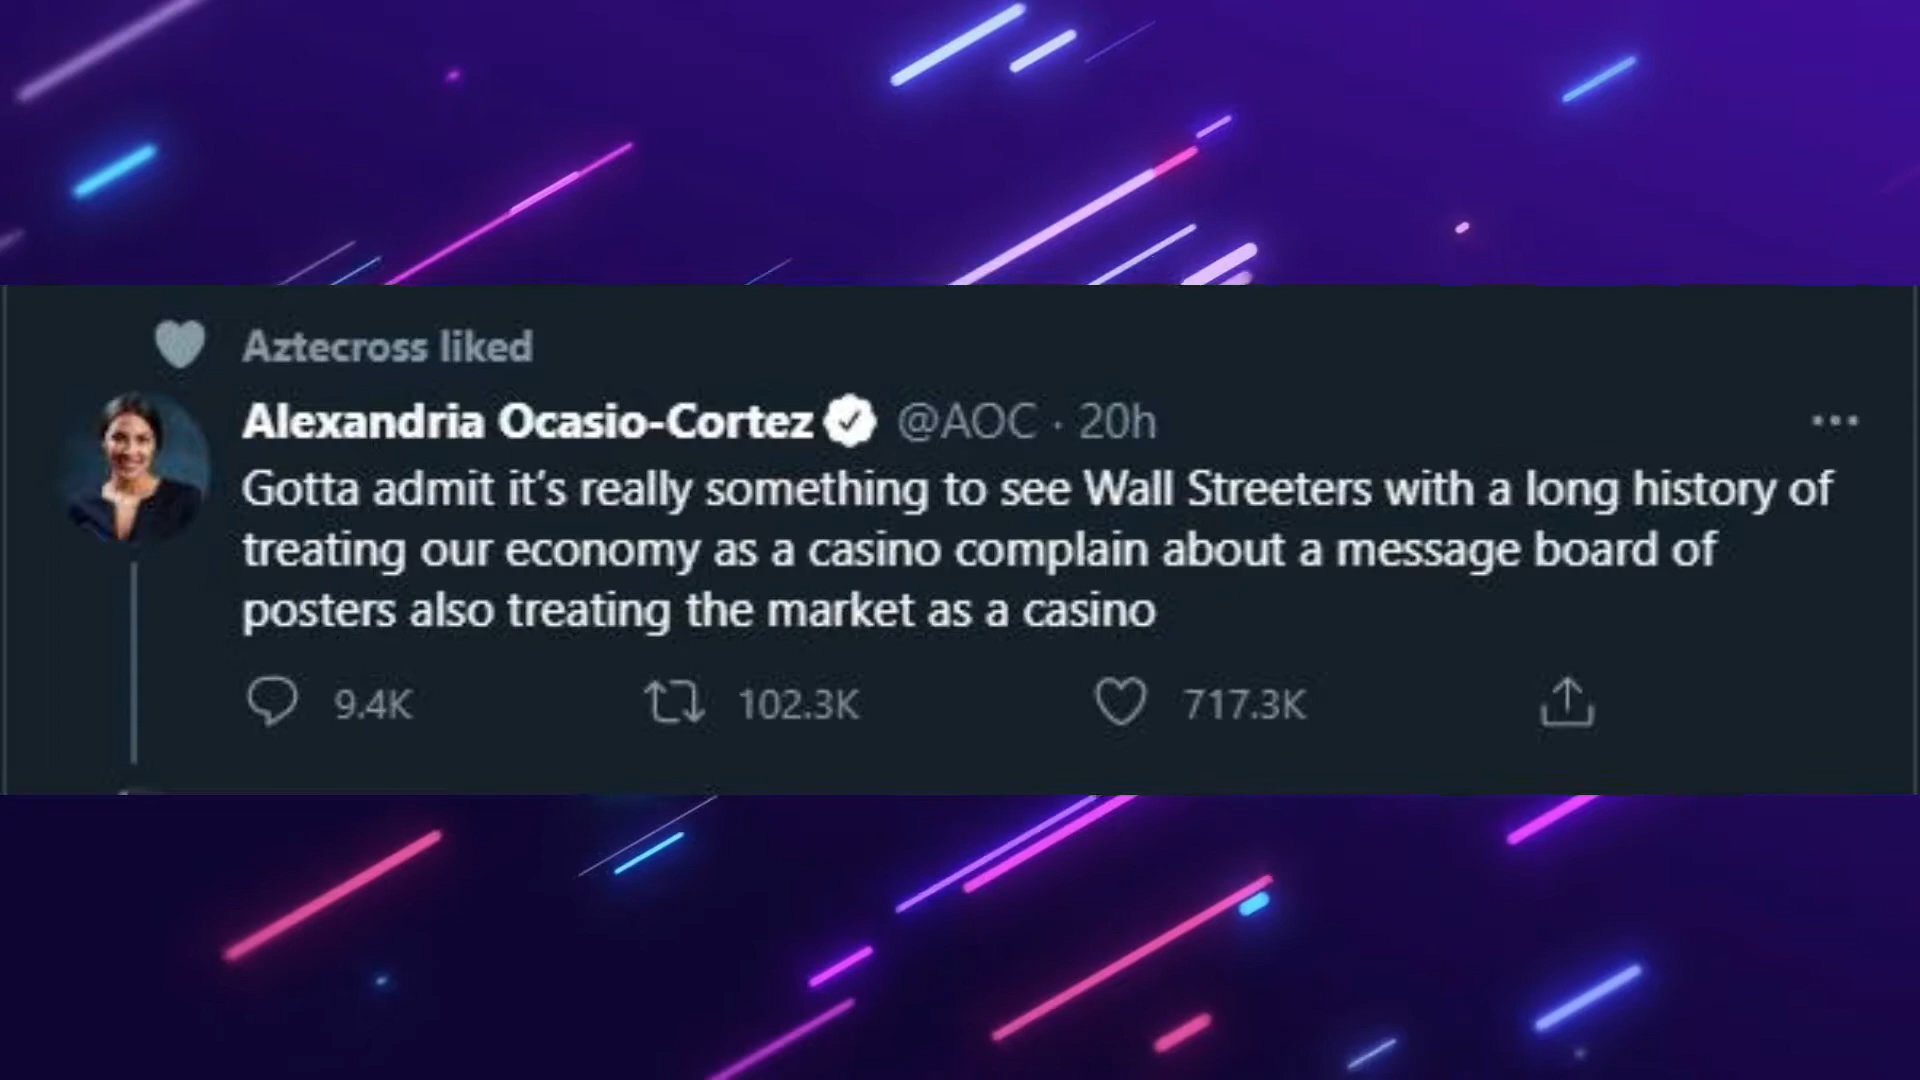 Aztecross liked
Alexandria Ocasio-Cortez @AOC · 20h
Gotta admit it's really something to see Wall Streeters with a long history of
treating our economy as a casino complain about a message board of
posters also treating the market as a casino
9.4K 102.3K 717.3K